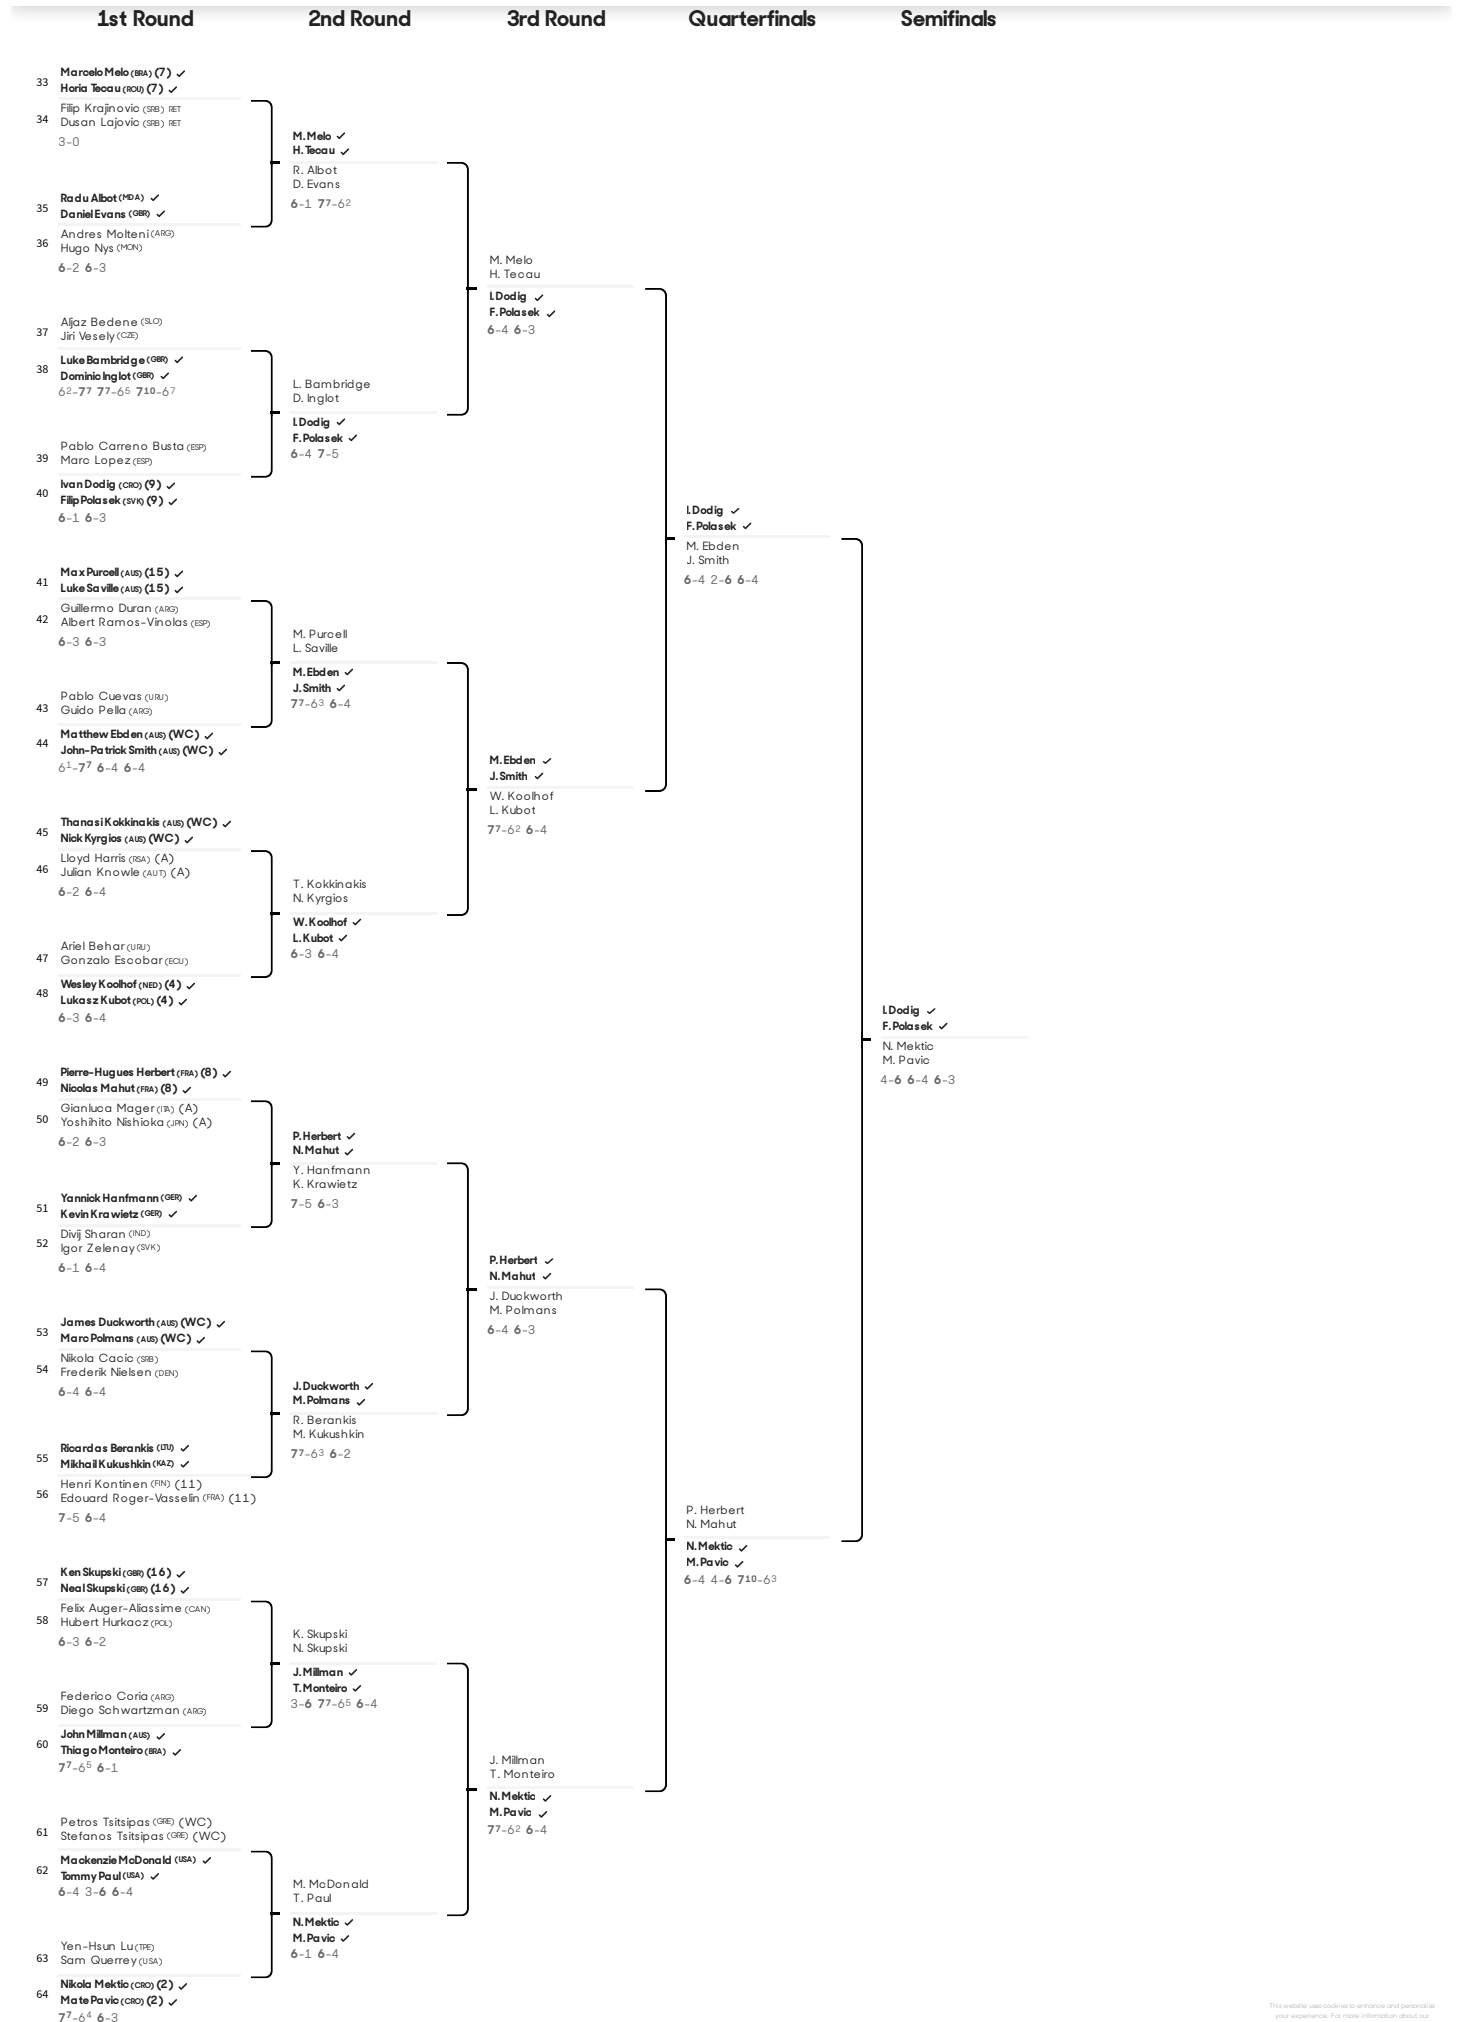 1st Round
2nd Round
3rd Round
Quarterfinals
Semifinals
33
Marcelo Melo (BRA) (7) ✓
Horia Tecau (ROU) (7) ✓
34
Filip Krajinovic (SRB) RET
Dusan Lajovic (SRB) RET
3-0
35
Radu Albot (MDA) ✓
Daniel Evans (GBR) ✓
36
Andres Molteni (ARG)
Hugo Nys (MON)
6-2 6-3
37
Aljaz Bedene (SLO)
Jiri Vesely (CZE)
38
Luke Bambridge (GBR) ✓
Dominic Inglot (GBR) ✓
6²-7⁷ 7⁷-6⁵ 7¹⁰-6⁷
39
Pablo Carreno Busta (ESP)
Marc Lopez (ESP)
40
Ivan Dodig (CRO) (9) ✓
Filip Polasek (SVK) (9) ✓
6-1 6-3
41
Max Purcell (AUS) (15) ✓
Luke Saville (AUS) (15) ✓
42
Guillermo Duran (ARG)
Albert Ramos-Vinolas (ESP)
6-3 6-3
43
Pablo Cuevas (URU)
Guido Pella (ARG)
44
Matthew Ebden (AUS) (WC) ✓
John-Patrick Smith (AUS) (WC) ✓
6¹-7⁷ 6-4 6-4
45
Thanasi Kokkinakis (AUS) (WC) ✓
Nick Kyrgios (AUS) (WC) ✓
46
Lloyd Harris (RSA) (A)
Julian Knowle (AUT) (A)
6-2 6-4
47
Ariel Behar (URU)
Gonzalo Escobar (ECU)
48
Wesley Koolhof (NED) (4) ✓
Lukasz Kubot (POL) (4) ✓
6-3 6-4
49
Pierre-Hugues Herbert (FRA) (8) ✓
Nicolas Mahut (FRA) (8) ✓
50
Gianluca Mager (ITA) (A)
Yoshihito Nishioka (JPN) (A)
6-2 6-3
51
Yannick Hanfmann (GER) ✓
Kevin Krawietz (GER) ✓
52
Divij Sharan (IND)
Igor Zelenay (SVK)
6-1 6-4
53
James Duckworth (AUS) (WC) ✓
Marc Polmans (AUS) (WC) ✓
54
Nikola Cacic (SRB)
Frederik Nielsen (DEN)
6-4 6-4
55
Ricardas Berankis (LTU) ✓
Mikhail Kukushkin (KAZ) ✓
56
Henri Kontinen (FIN) (11)
Edouard Roger-Vasselin (FRA) (11)
7-5 6-4
57
Ken Skupski (GBR) (16) ✓
Neal Skupski (GBR) (16) ✓
58
Felix Auger-Aliassime (CAN)
Hubert Hurkacz (POL)
6-3 6-2
59
Federico Coria (ARG)
Diego Schwartzman (ARG)
60
John Millman (AUS) ✓
Thiago Monteiro (BRA) ✓
7⁷-6⁵ 6-1
61
Petros Tsitsipas (GRE) (WC)
Stefanos Tsitsipas (GRE) (WC)
62
Mackenzie McDonald (USA) ✓
Tommy Paul (USA) ✓
6-4 3-6 6-4
63
Yen-Hsun Lu (TPE)
Sam Querrey (USA)
64
Nikola Mektic (CRO) (2) ✓
Mate Pavic (CRO) (2) ✓
7⁷-6⁴ 6-3
M. Melo ✓
H. Tecau ✓
R. Albot
D. Evans
6-1 7⁷-6²
L. Bambridge
D. Inglot
I. Dodig ✓
F. Polasek ✓
6-4 7-5
M. Purcell
L. Saville
M. Ebden ✓
J. Smith ✓
7⁷-6³ 6-4
T. Kokkinakis
N. Kyrgios
W. Koolhof ✓
L. Kubot ✓
6-3 6-4
P. Herbert ✓
N. Mahut ✓
Y. Hanfmann
K. Krawietz
7-5 6-3
J. Duckworth ✓
M. Polmans ✓
R. Berankis
M. Kukushkin
7⁷-6³ 6-2
K. Skupski
N. Skupski
J. Millman ✓
T. Monteiro ✓
3-6 7⁷-6⁵ 6-4
M. McDonald
T. Paul
N. Mektic ✓
M. Pavic ✓
6-1 6-4
M. Melo
H. Tecau
I. Dodig ✓
F. Polasek ✓
6-4 6-3
M. Ebden ✓
J. Smith ✓
W. Koolhof
L. Kubot
7⁷-6² 6-4
P. Herbert ✓
N. Mahut ✓
J. Duckworth
M. Polmans
6-4 6-3
J. Millman
T. Monteiro
N. Mektic ✓
M. Pavic ✓
7⁷-6² 6-4
I. Dodig ✓
F. Polasek ✓
M. Ebden
J. Smith
6-4 2-6 6-4
P. Herbert
N. Mahut
N. Mektic ✓
M. Pavic ✓
6-4 4-6 7¹⁰-6³
I. Dodig ✓
F. Polasek ✓
N. Mektic
M. Pavic
4-6 6-4 6-3
This website uses cookies to enhance and personalise
your experience. For more information about our